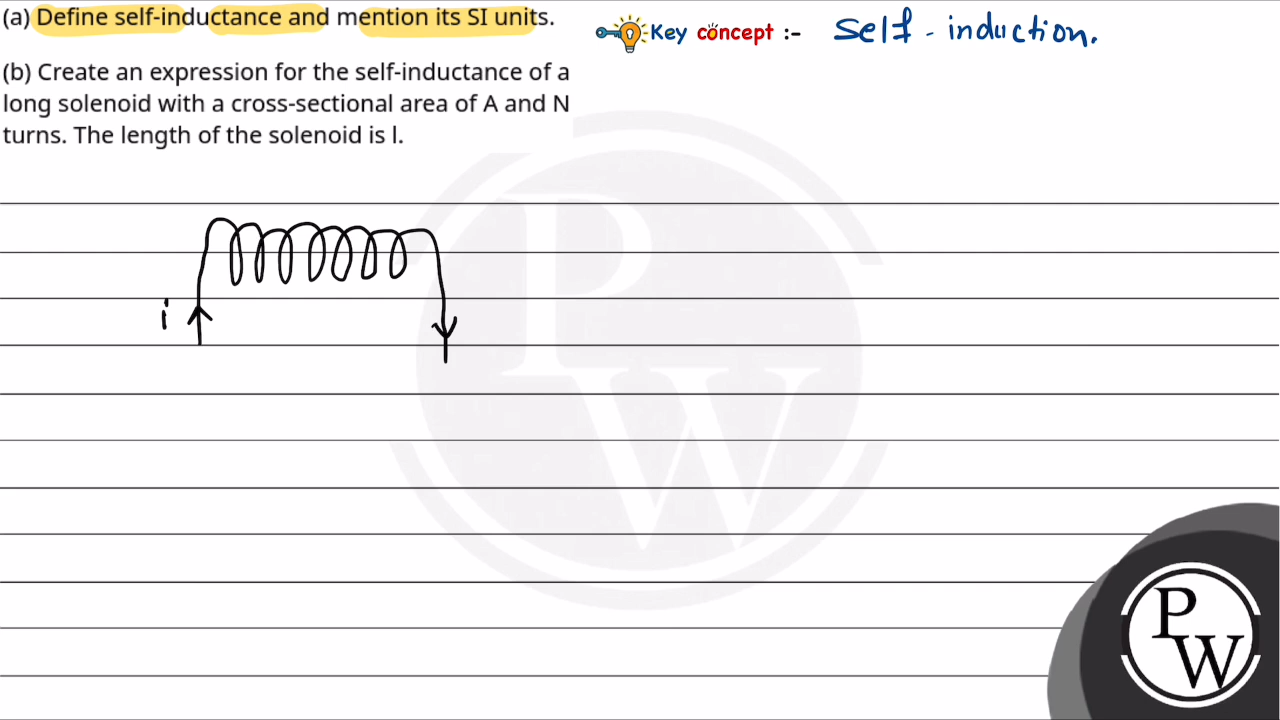 (a) Define self-inductance and mention its SI units.
Key concept :- Self - induction.
(b) Create an expression for the self-inductance of a
long solenoid with a cross-sectional area of A and N
turns. The length of the solenoid is l.
i
P
W
P
W